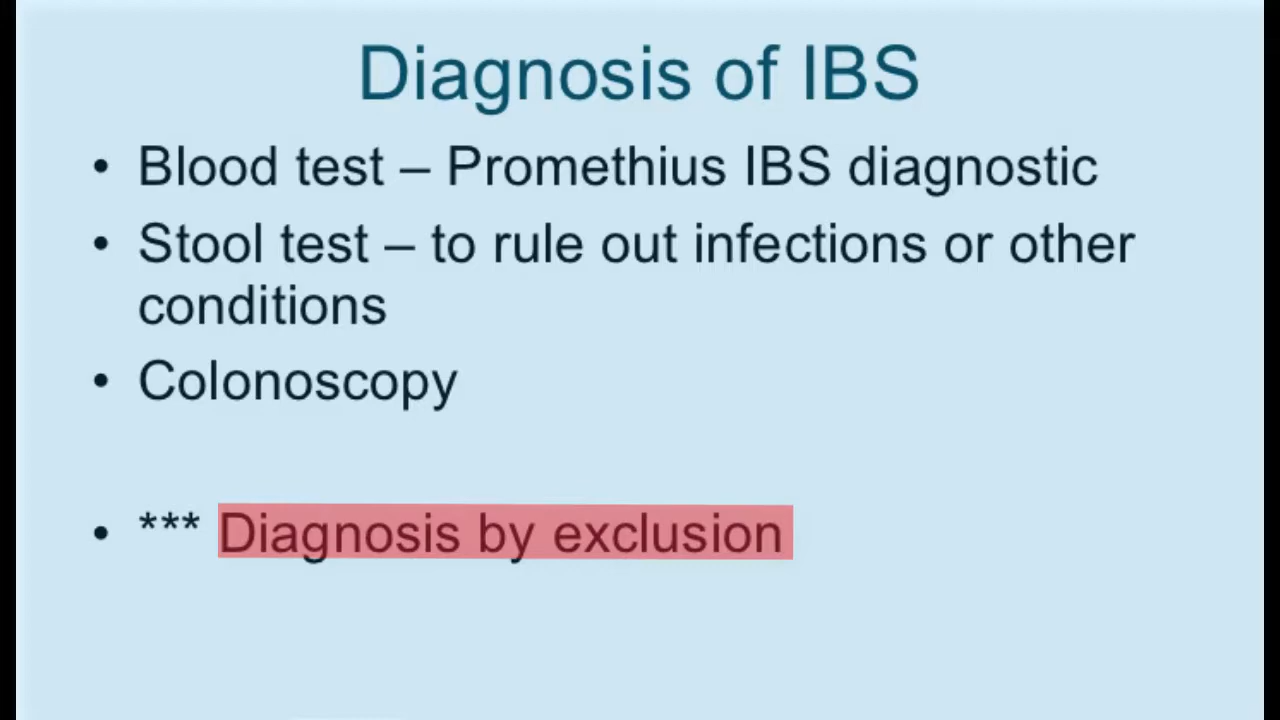 Diagnosis of IBS
• Blood test – Promethius IBS diagnostic
• Stool test – to rule out infections or other
conditions
• Colonoscopy
• *** Diagnosis by exclusion